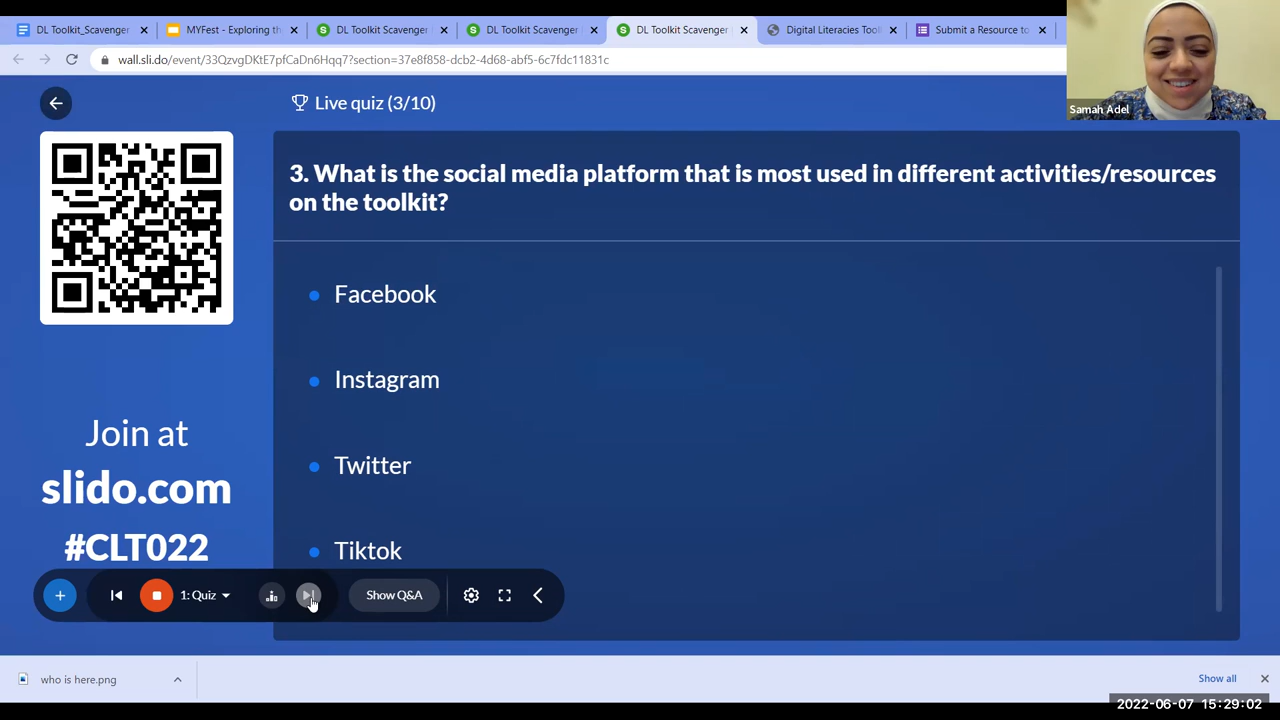 DL Toolkit_Scavenger
MYFest - Exploring th
DL Toolkit Scavenger
DL Toolkit Scavenger
DL Toolkit Scavenger
Digital Literacies Tool
Submit a Resource to
wall.sli.do/event/33QzvgDKtE7pfCaDn6Hqq7?section=37e8f858-dcb2-4d68-abf5-6c7fdc11831c
Samah Adel
Live quiz (3/10)
3. What is the social media platform that is most used in different activities/resources
on the toolkit?
Facebook
Instagram
Twitter
Tiktok
Join at
slido.com
#CLT022
1: Quiz
Show Q&A
who is here.png
Show all
2022-06-07 15:29:02